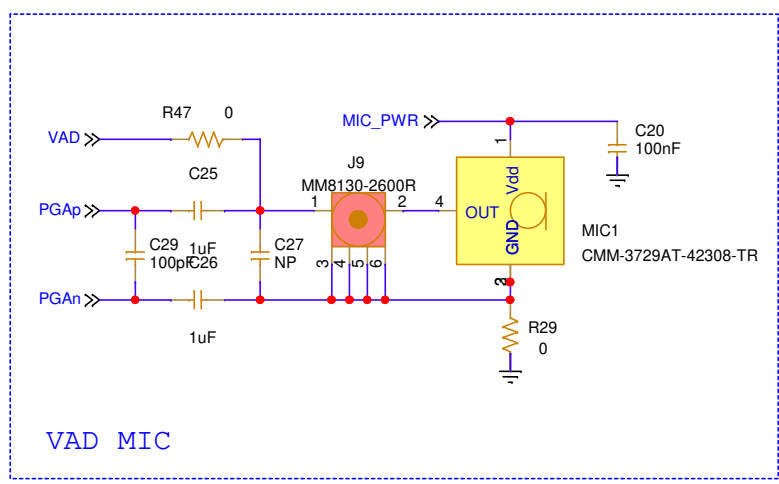 R47 0
VAD
MIC_PWR
C20
100nF
C25
J9
MM8130-2600R
1
Vdd
PGAp
1
2
4
OUT
MIC1
CMM-3729AT-42308-TR
GND
C29
100pF
1uF
C26
C27
NP
3
4
5
6
PGAn
1uF
R29
0
VAD MIC